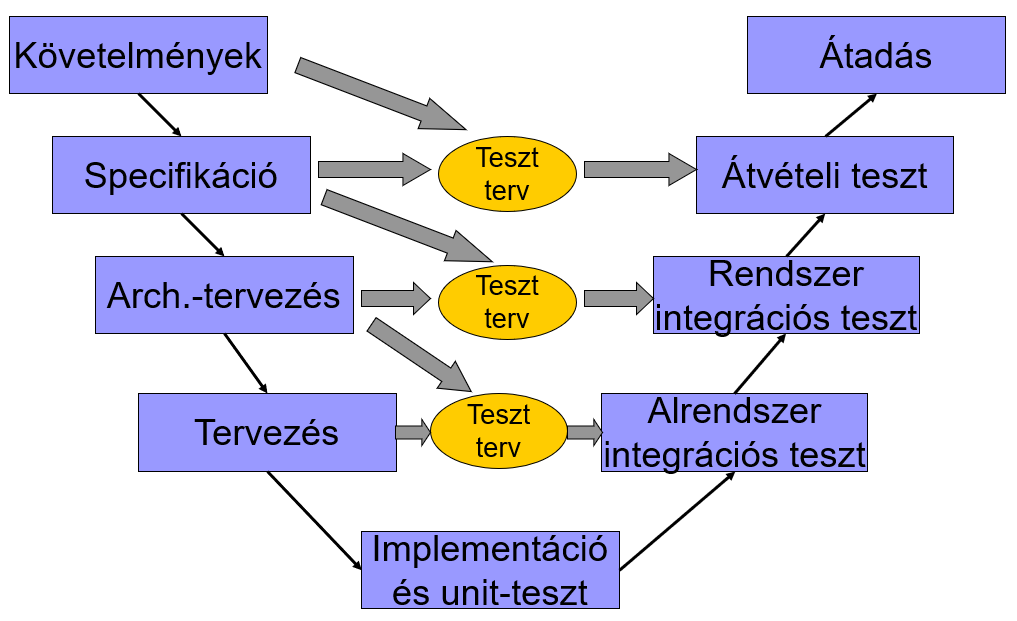 Követelmények
Átadás
Specifikáció
Teszt
terv
Átvételi teszt
Arch.-tervezés
Teszt
terv
Rendszer
integrációs teszt
Tervezés
Teszt
terv
Alrendszer
integrációs teszt
Implementáció
és unit-teszt